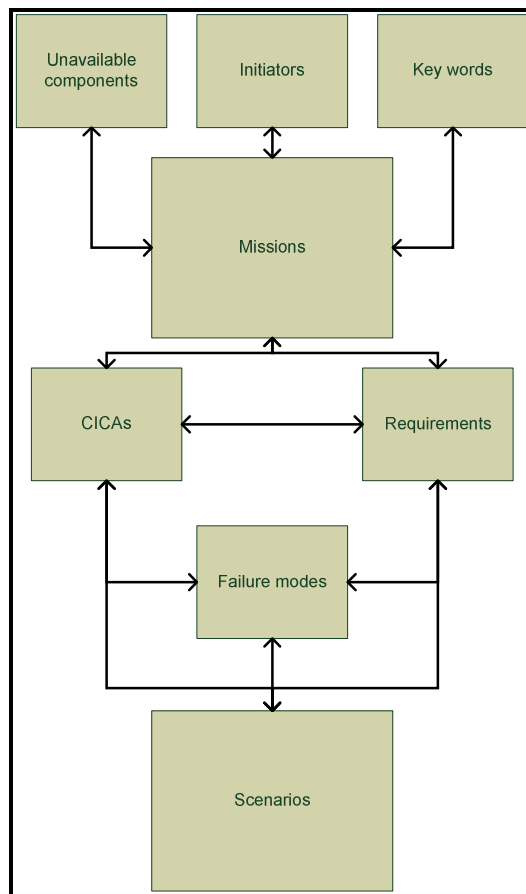 Unavailable
components
Initiators
Key words
Missions
CICAs
Requirements
Failure modes
Scenarios